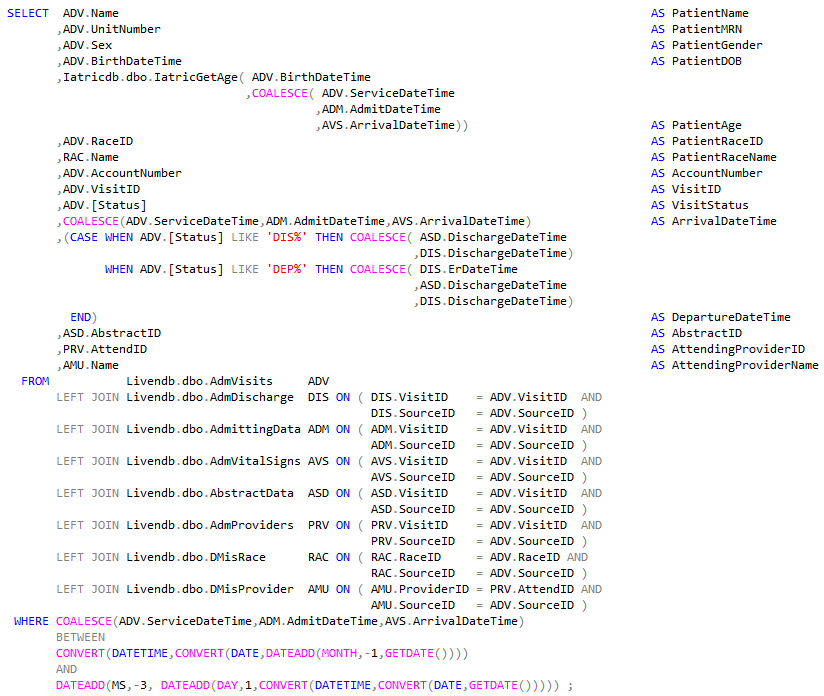 SELECT ADV.Name AS PatientName
,ADV.UnitNumber AS PatientMRN
,ADV.Sex AS PatientGender
,ADV.BirthDateTime AS PatientDOB
,Iatricdb.dbo.IatricGetAge( ADV.BirthDateTime
,COALESCE( ADV.ServiceDateTime
,ADM.AdmitDateTime
,AVS.ArrivalDateTime)) AS PatientAge
,ADV.RaceID AS PatientRaceID
,RAC.Name AS PatientRaceName
,ADV.AccountNumber AS AccountNumber
,ADV.VisitID AS VisitID
,ADV.[Status] AS VisitStatus
,COALESCE(ADV.ServiceDateTime,ADM.AdmitDateTime,AVS.ArrivalDateTime) AS ArrivalDateTime
,(CASE WHEN ADV.[Status] LIKE 'DIS%' THEN COALESCE( ASD.DischargeDateTime
,DIS.DischargeDateTime)
WHEN ADV.[Status] LIKE 'DEP%' THEN COALESCE( DIS.ErDateTime
,ASD.DischargeDateTime
,DIS.DischargeDateTime)
END) AS DepartureDateTime
,ASD.AbstractID AS AbstractID
,PRV.AttendID AS AttendingProviderID
,AMU.Name AS AttendingProviderName
FROM Livendb.dbo.AdmVisits ADV
LEFT JOIN Livendb.dbo.AdmDischarge DIS ON ( DIS.VisitID = ADV.VisitID AND
DIS.SourceID = ADV.SourceID )
LEFT JOIN Livendb.dbo.AdmittingData ADM ON ( ADM.VisitID = ADV.VisitID AND
ADM.SourceID = ADV.SourceID )
LEFT JOIN Livendb.dbo.AdmVitalSigns AVS ON ( AVS.VisitID = ADV.VisitID AND
AVS.SourceID = ADV.SourceID )
LEFT JOIN Livendb.dbo.AbstractData ASD ON ( ASD.VisitID = ADV.VisitID AND
ASD.SourceID = ADV.SourceID )
LEFT JOIN Livendb.dbo.AdmProviders PRV ON ( PRV.VisitID = ADV.VisitID AND
PRV.SourceID = ADV.SourceID )
LEFT JOIN Livendb.dbo.DMisRace RAC ON ( RAC.RaceID = ADV.RaceID AND
RAC.SourceID = ADV.SourceID )
LEFT JOIN Livendb.dbo.DMisProvider AMU ON ( AMU.ProviderID = PRV.AttendID AND
AMU.SourceID = ADV.SourceID )
WHERE COALESCE(ADV.ServiceDateTime,ADM.AdmitDateTime,AVS.ArrivalDateTime)
BETWEEN
CONVERT(DATETIME,CONVERT(DATE,DATEADD(MONTH,-1,GETDATE())))
AND
DATEADD(MS,-3, DATEADD(DAY,1,CONVERT(DATETIME,CONVERT(DATE,GETDATE())))) ;